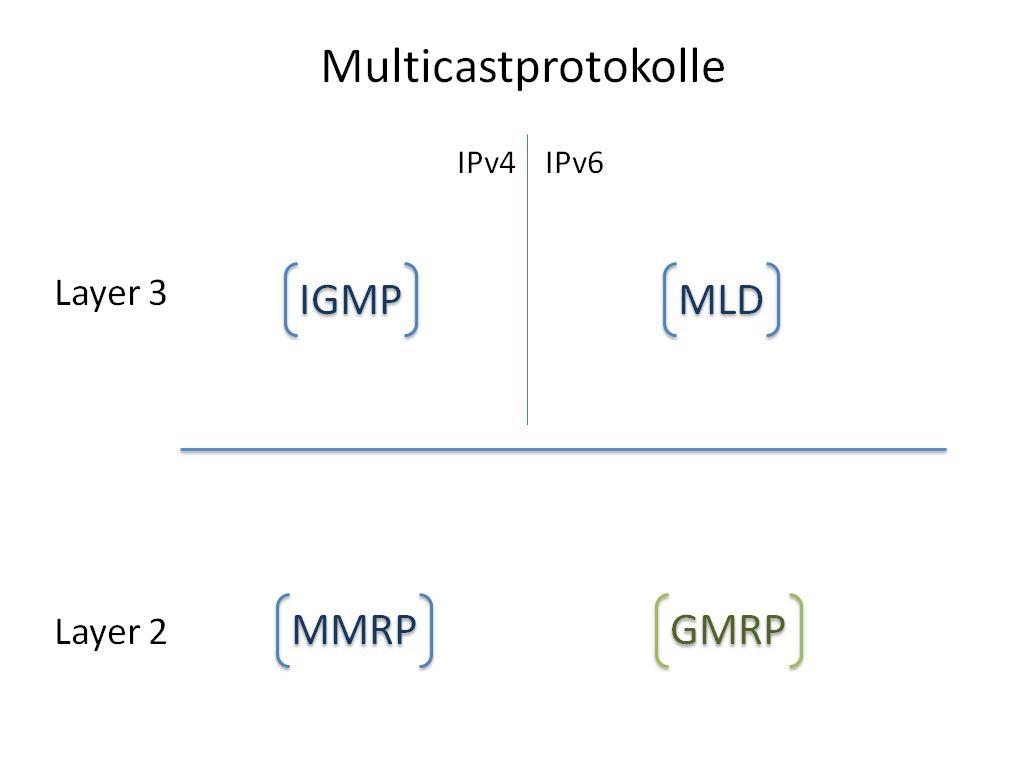 Multicastprotokolle
IPv4 IPv6
Layer 3 IGMP MLD
Layer 2 MMRP GMRP